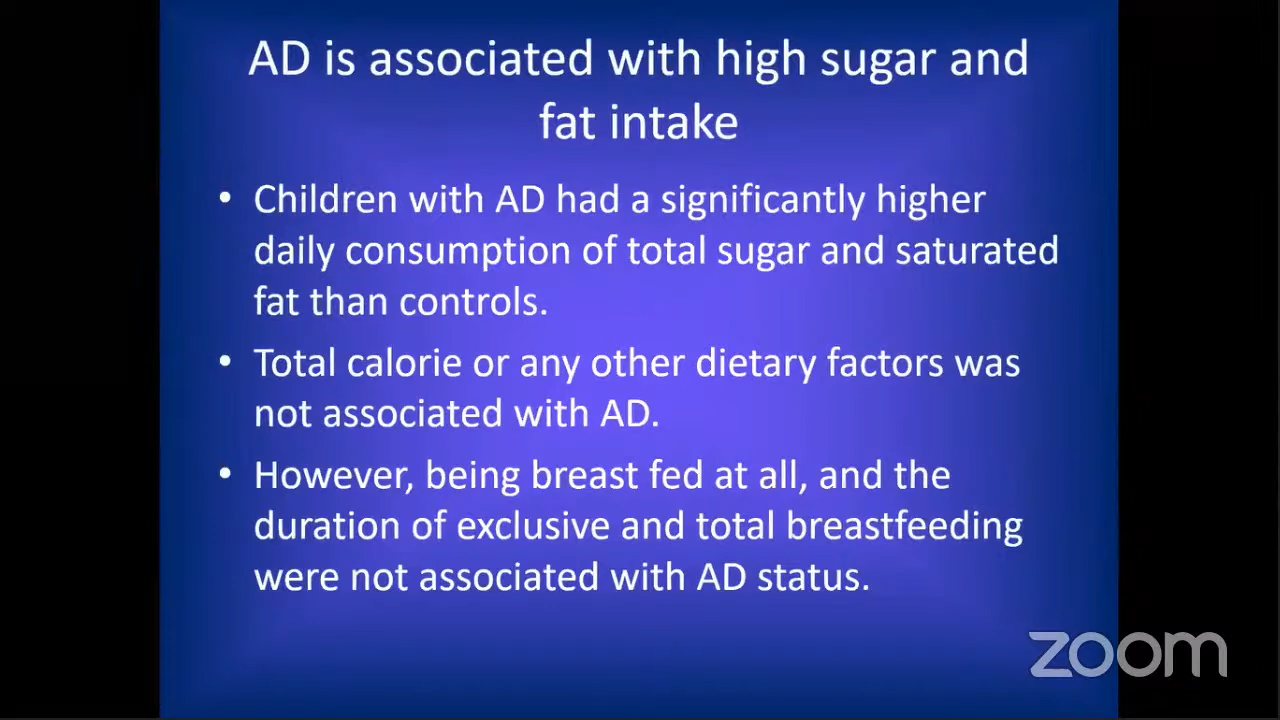 AD is associated with high sugar and
fat intake
• Children with AD had a significantly higher
daily consumption of total sugar and saturated
fat than controls.
• Total calorie or any other dietary factors was
not associated with AD.
• However, being breast fed at all, and the
duration of exclusive and total breastfeeding
were not associated with AD status.
zoom